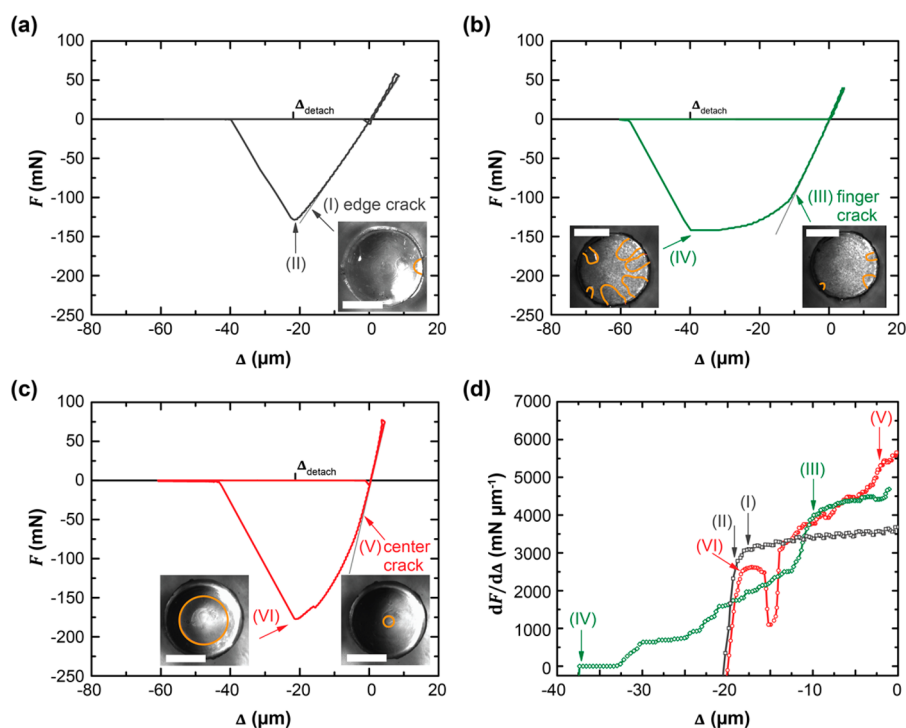 (a)
100
50
0
-50
-100
-150
-200
-250
F (mN)
Δdetach
(I) edge crack
(II)
-80
-60
-40
-20
0
20
Δ (μm)
(b)
100
50
0
-50
-100
-150
-200
-250
F (mN)
Δdetach
(III) finger
crack
(IV)
-80
-60
-40
-20
0
20
Δ (μm)
(c)
100
50
0
-50
-100
-150
-200
-250
F (mN)
Δdetach
(V) center
crack
(VI)
-80
-60
-40
-20
0
20
Δ (μm)
(d)
7000
6000
5000
4000
3000
2000
1000
0
dF/dΔ (mN μm⁻¹)
(V)
(III)
(II)
(I)
(VI)
(IV)
-40
-30
-20
-10
0
Δ (μm)